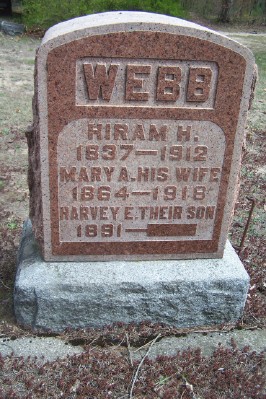 WEBB
HIRAM H.
1837—1912
MARY A. HIS WIFE
1864—1918
HARVEY E. THEIR SON
1891—